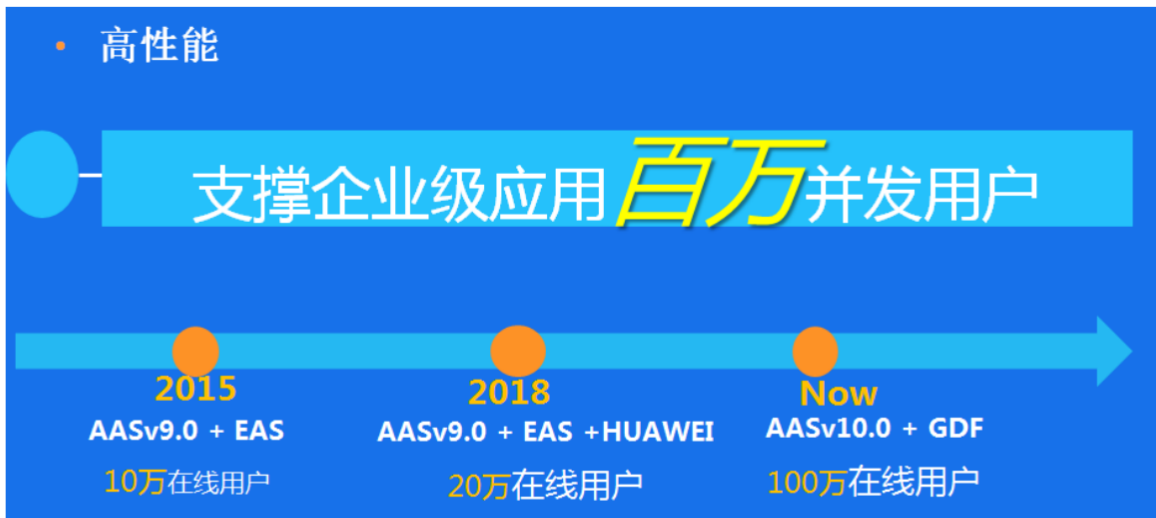 • 高性能
支撑企业级应用百万并发用户
2015
2018
Now
AASv9.0 + EAS
AASv9.0 + EAS +HUAWEI
AASv10.0 + GDF
10万在线用户
20万在线用户
100万在线用户